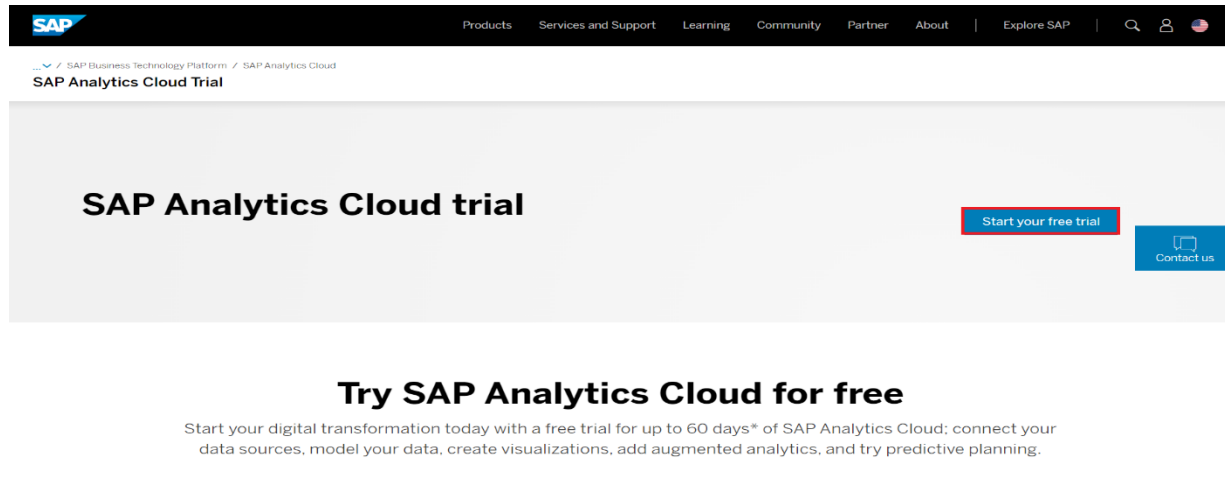 SAP
Products Services and Support Learning Community Partner About | Explore SAP |
... / SAP Business Technology Platform / SAP Analytics Cloud
SAP Analytics Cloud Trial
SAP Analytics Cloud trial
Start your free trial
Contact us
Try SAP Analytics Cloud for free
Start your digital transformation today with a free trial for up to 60 days* of SAP Analytics Cloud; connect your
data sources, model your data, create visualizations, add augmented analytics, and try predictive planning.